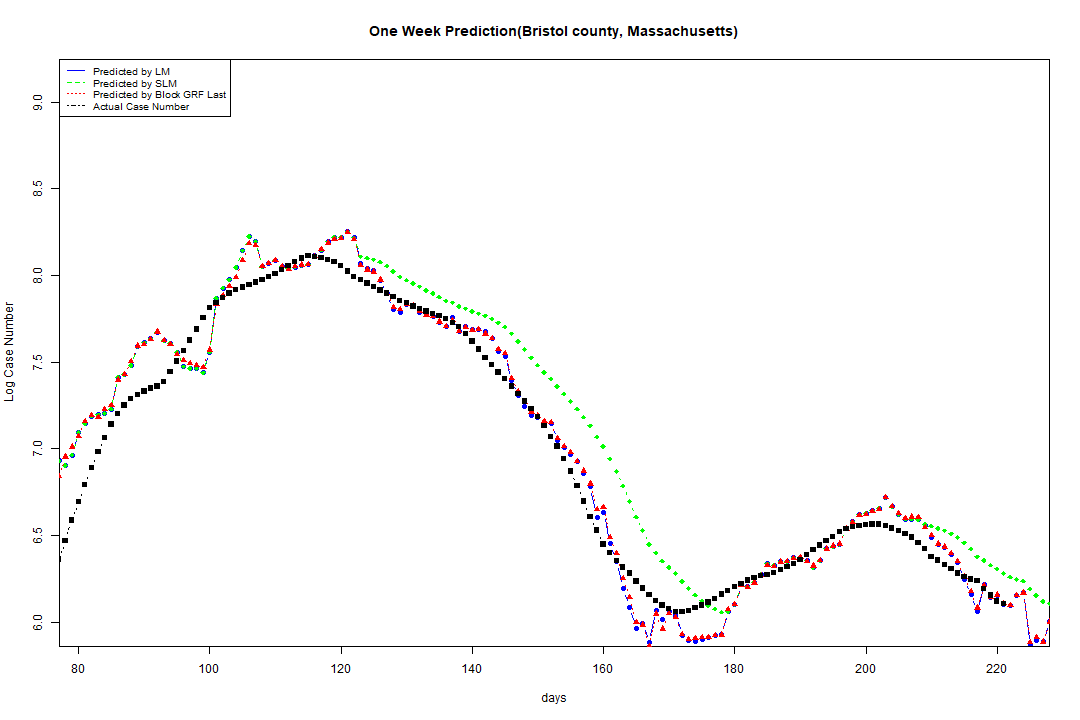 One Week Prediction(Bristol county, Massachusetts)
Predicted by LM
Predicted by SLM
Predicted by Block GRF Last
Actual Case Number
Log Case Number
9.0
8.5
8.0
7.5
7.0
6.5
6.0
80 100 120 140 160 180 200 220
days